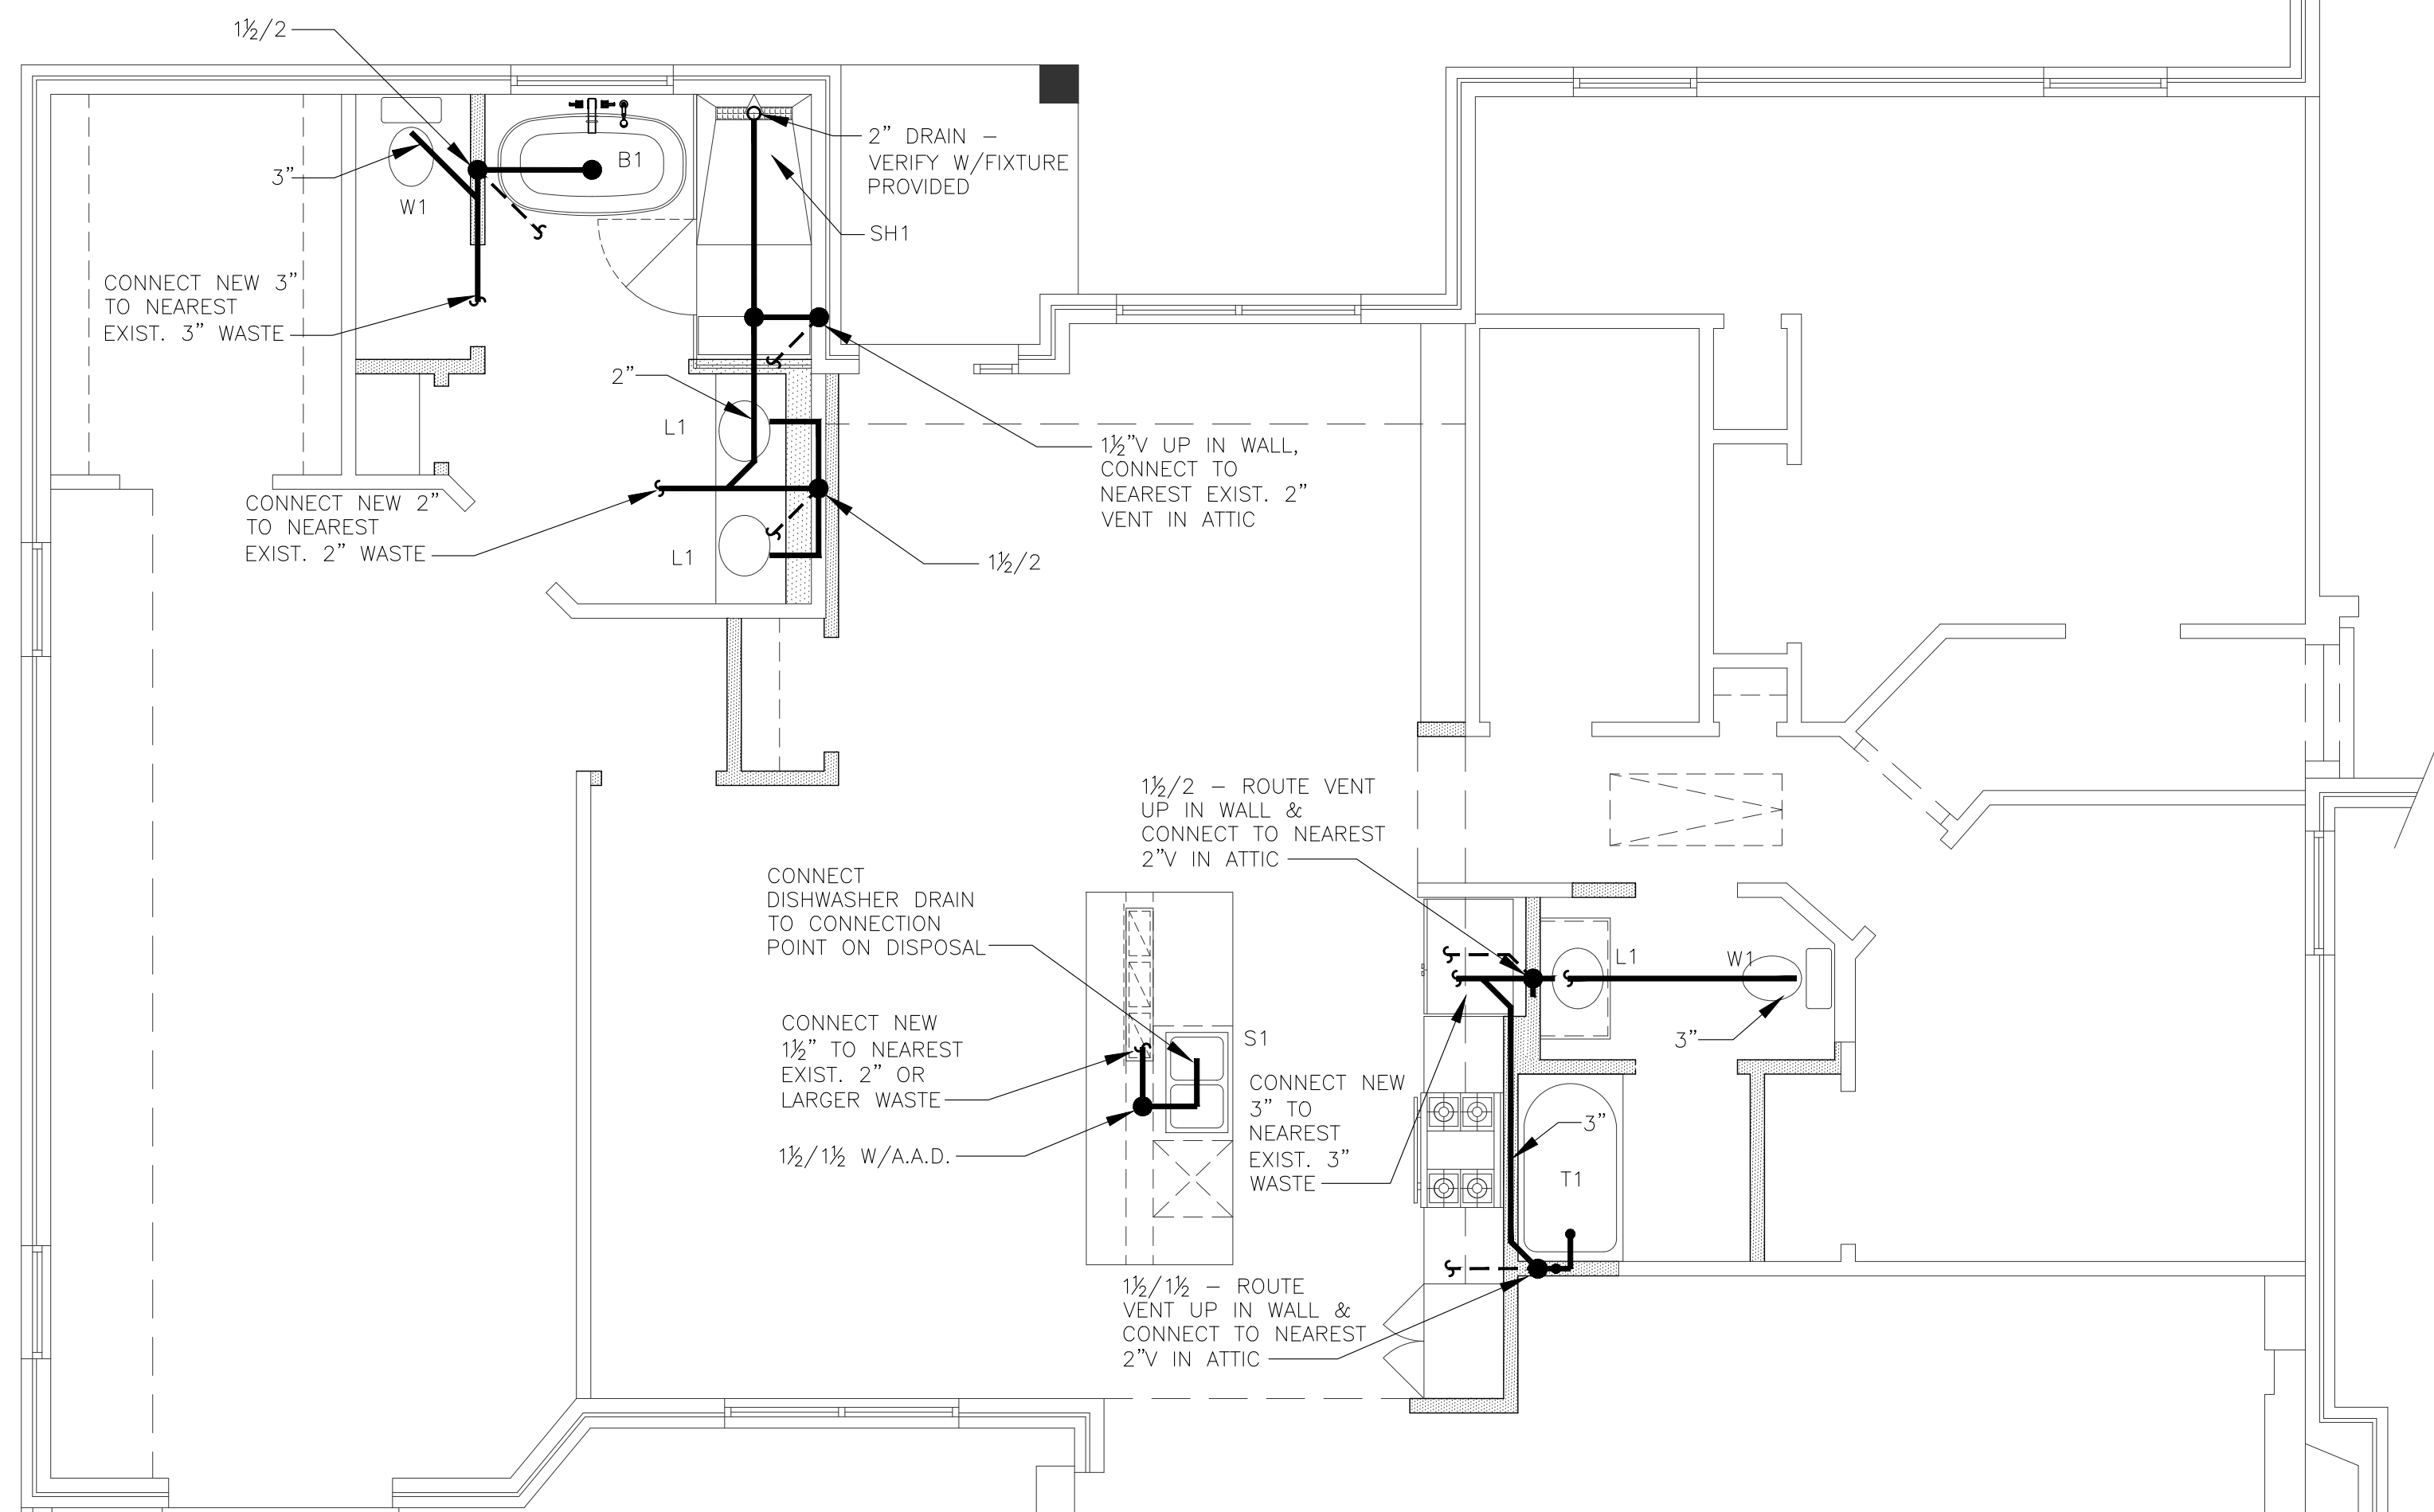 1½/2
3”
W1
B1
2” DRAIN –
VERIFY W/FIXTURE
PROVIDED
SH1
CONNECT NEW 3”
TO NEAREST
EXIST. 3” WASTE
2”
L1
1½”V UP IN WALL,
CONNECT TO
NEAREST EXIST. 2”
VENT IN ATTIC
CONNECT NEW 2”
TO NEAREST
EXIST. 2” WASTE
L1
1½/2
1½/2 – ROUTE VENT
UP IN WALL &
CONNECT TO NEAREST
2”V IN ATTIC
CONNECT
DISHWASHER DRAIN
TO CONNECTION
POINT ON DISPOSAL
L1
W1
3”
CONNECT NEW
1½” TO NEAREST
EXIST. 2” OR
LARGER WASTE
S1
CONNECT NEW
3” TO
NEAREST
EXIST. 3”
WASTE
3”
T1
1½/1½ W/A.A.D.
1½/1½ – ROUTE
VENT UP IN WALL &
CONNECT TO NEAREST
2”V IN ATTIC